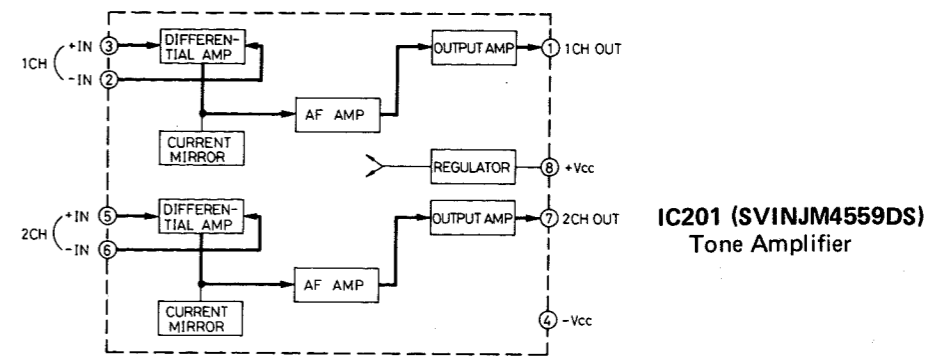 1CH
+IN ③
-IN ②
DIFFEREN-
TIAL AMP
OUTPUT AMP
① 1CH OUT
AF AMP
CURRENT
MIRROR
REGULATOR
⑧ +Vcc
2CH
+IN ⑤
-IN ⑥
DIFFEREN-
TIAL AMP
OUTPUT AMP
⑦ 2CH OUT
AF AMP
CURRENT
MIRROR
④ -Vcc
IC201 (SVINJM4559DS)
Tone Amplifier